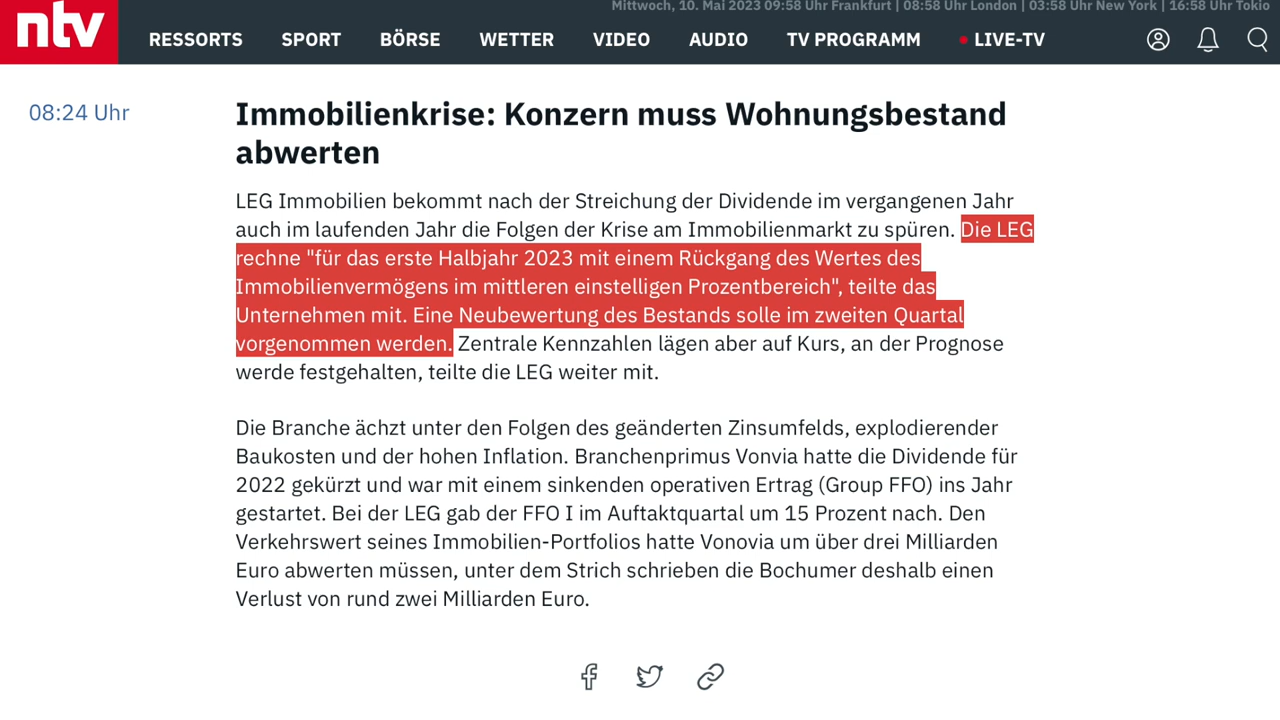 ntv
Mittwoch, 10. Mai 2023 09:58 Uhr Frankfurt | 08:58 Uhr London | 03:58 Uhr New York | 16:58 Uhr Tokio
RESSORTS SPORT BÖRSE WETTER VIDEO AUDIO TV PROGRAMM LIVE-TV
08:24 Uhr
Immobilienkrise: Konzern muss Wohnungsbestand
abwerten
LEG Immobilien bekommt nach der Streichung der Dividende im vergangenen Jahr
auch im laufenden Jahr die Folgen der Krise am Immobilienmarkt zu spüren. Die LEG
rechne "für das erste Halbjahr 2023 mit einem Rückgang des Wertes des
Immobilienvermögens im mittleren einstelligen Prozentbereich", teilte das
Unternehmen mit. Eine Neubewertung des Bestands solle im zweiten Quartal
vorgenommen werden. Zentrale Kennzahlen lägen aber auf Kurs, an der Prognose
werde festgehalten, teilte die LEG weiter mit.
Die Branche ächzt unter den Folgen des geänderten Zinsumfelds, explodierender
Baukosten und der hohen Inflation. Branchenprimus Vonvia hatte die Dividende für
2022 gekürzt und war mit einem sinkenden operativen Ertrag (Group FFO) ins Jahr
gestartet. Bei der LEG gab der FFO I im Auftaktquartal um 15 Prozent nach. Den
Verkehrswert seines Immobilien-Portfolios hatte Vonovia um über drei Milliarden
Euro abwerten müssen, unter dem Strich schrieben die Bochumer deshalb einen
Verlust von rund zwei Milliarden Euro.